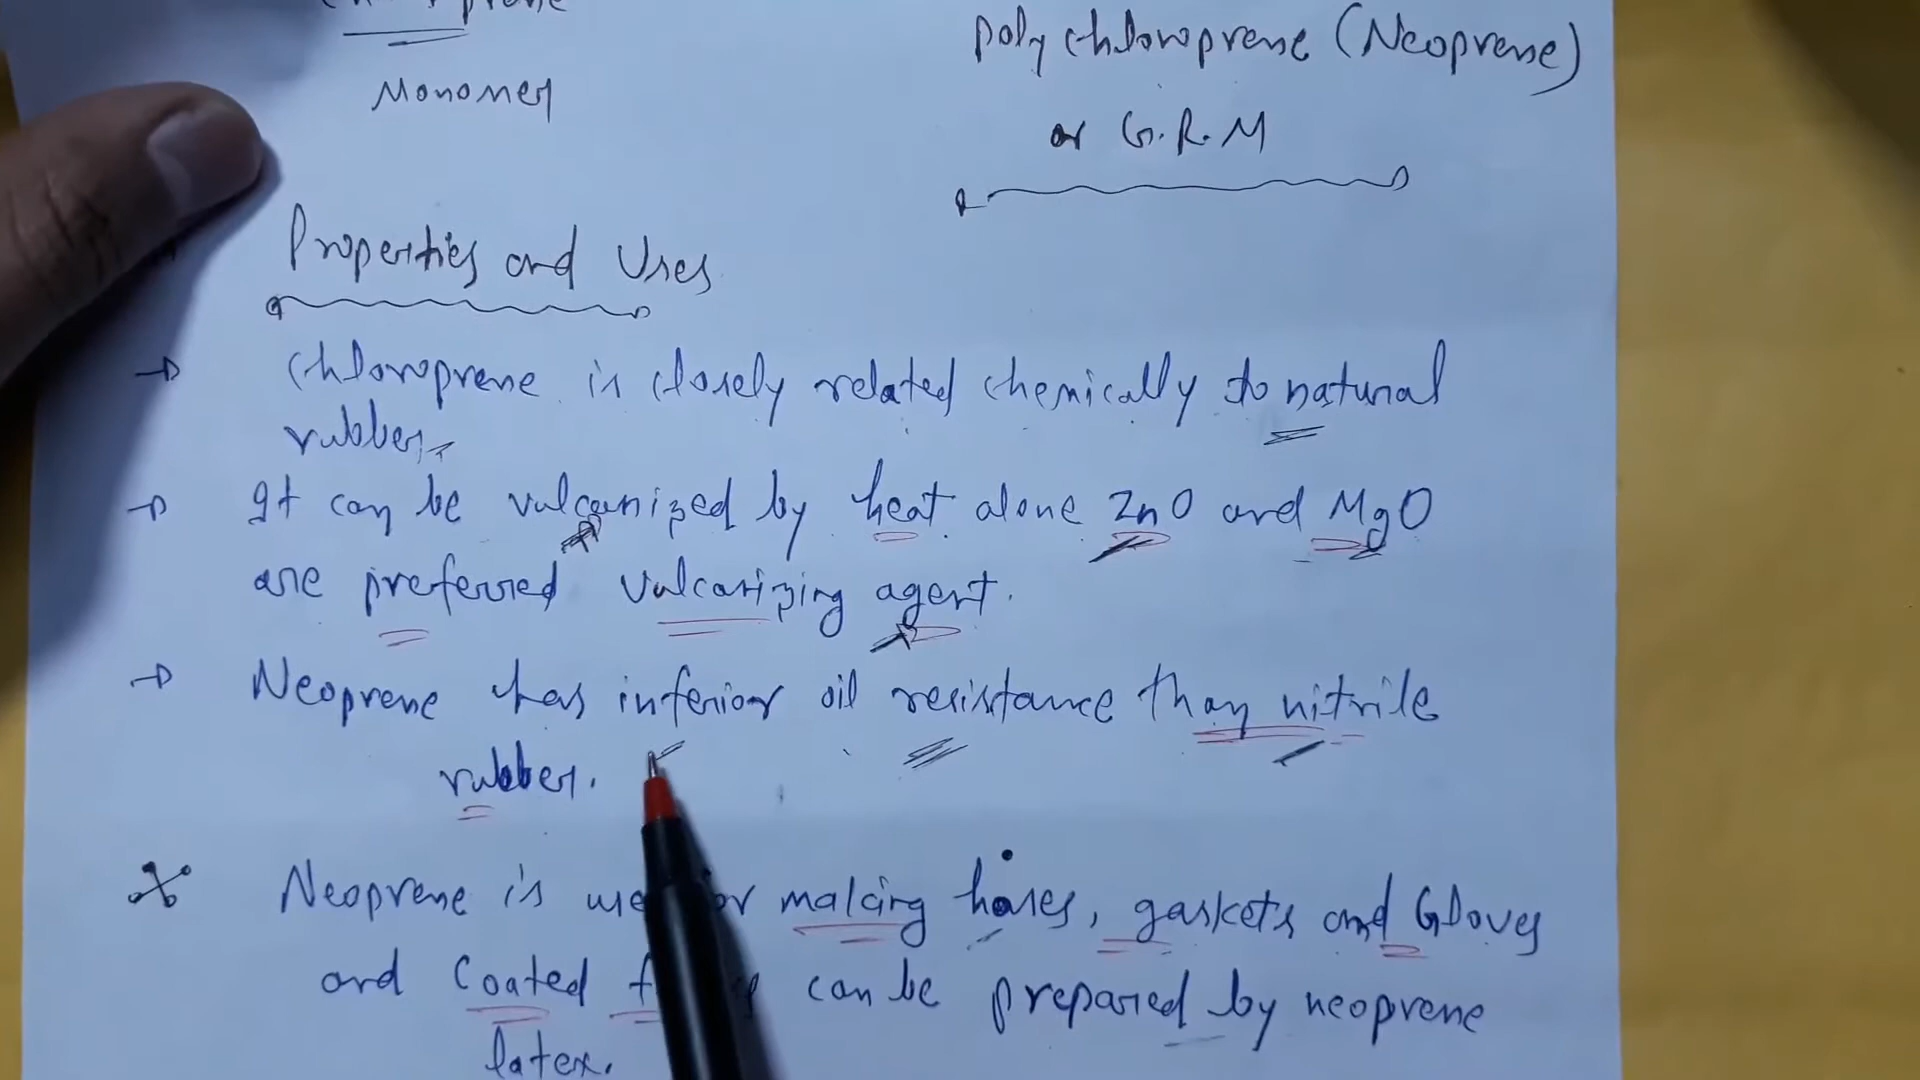 Monomer
polychloroprene (Neoprene)
or G.R.M
Properties and Uses
Chloroprene is closely related chemically to natural
rubber.
It can be vulcanized by heat alone ZnO and MgO
are preferred vulcanizing agent.
Neoprene has inferior oil resistance than nitrile
rubber.
Neoprene is making hoses, gaskets and Gloves
and coated can be prepared by neoprene
latex.